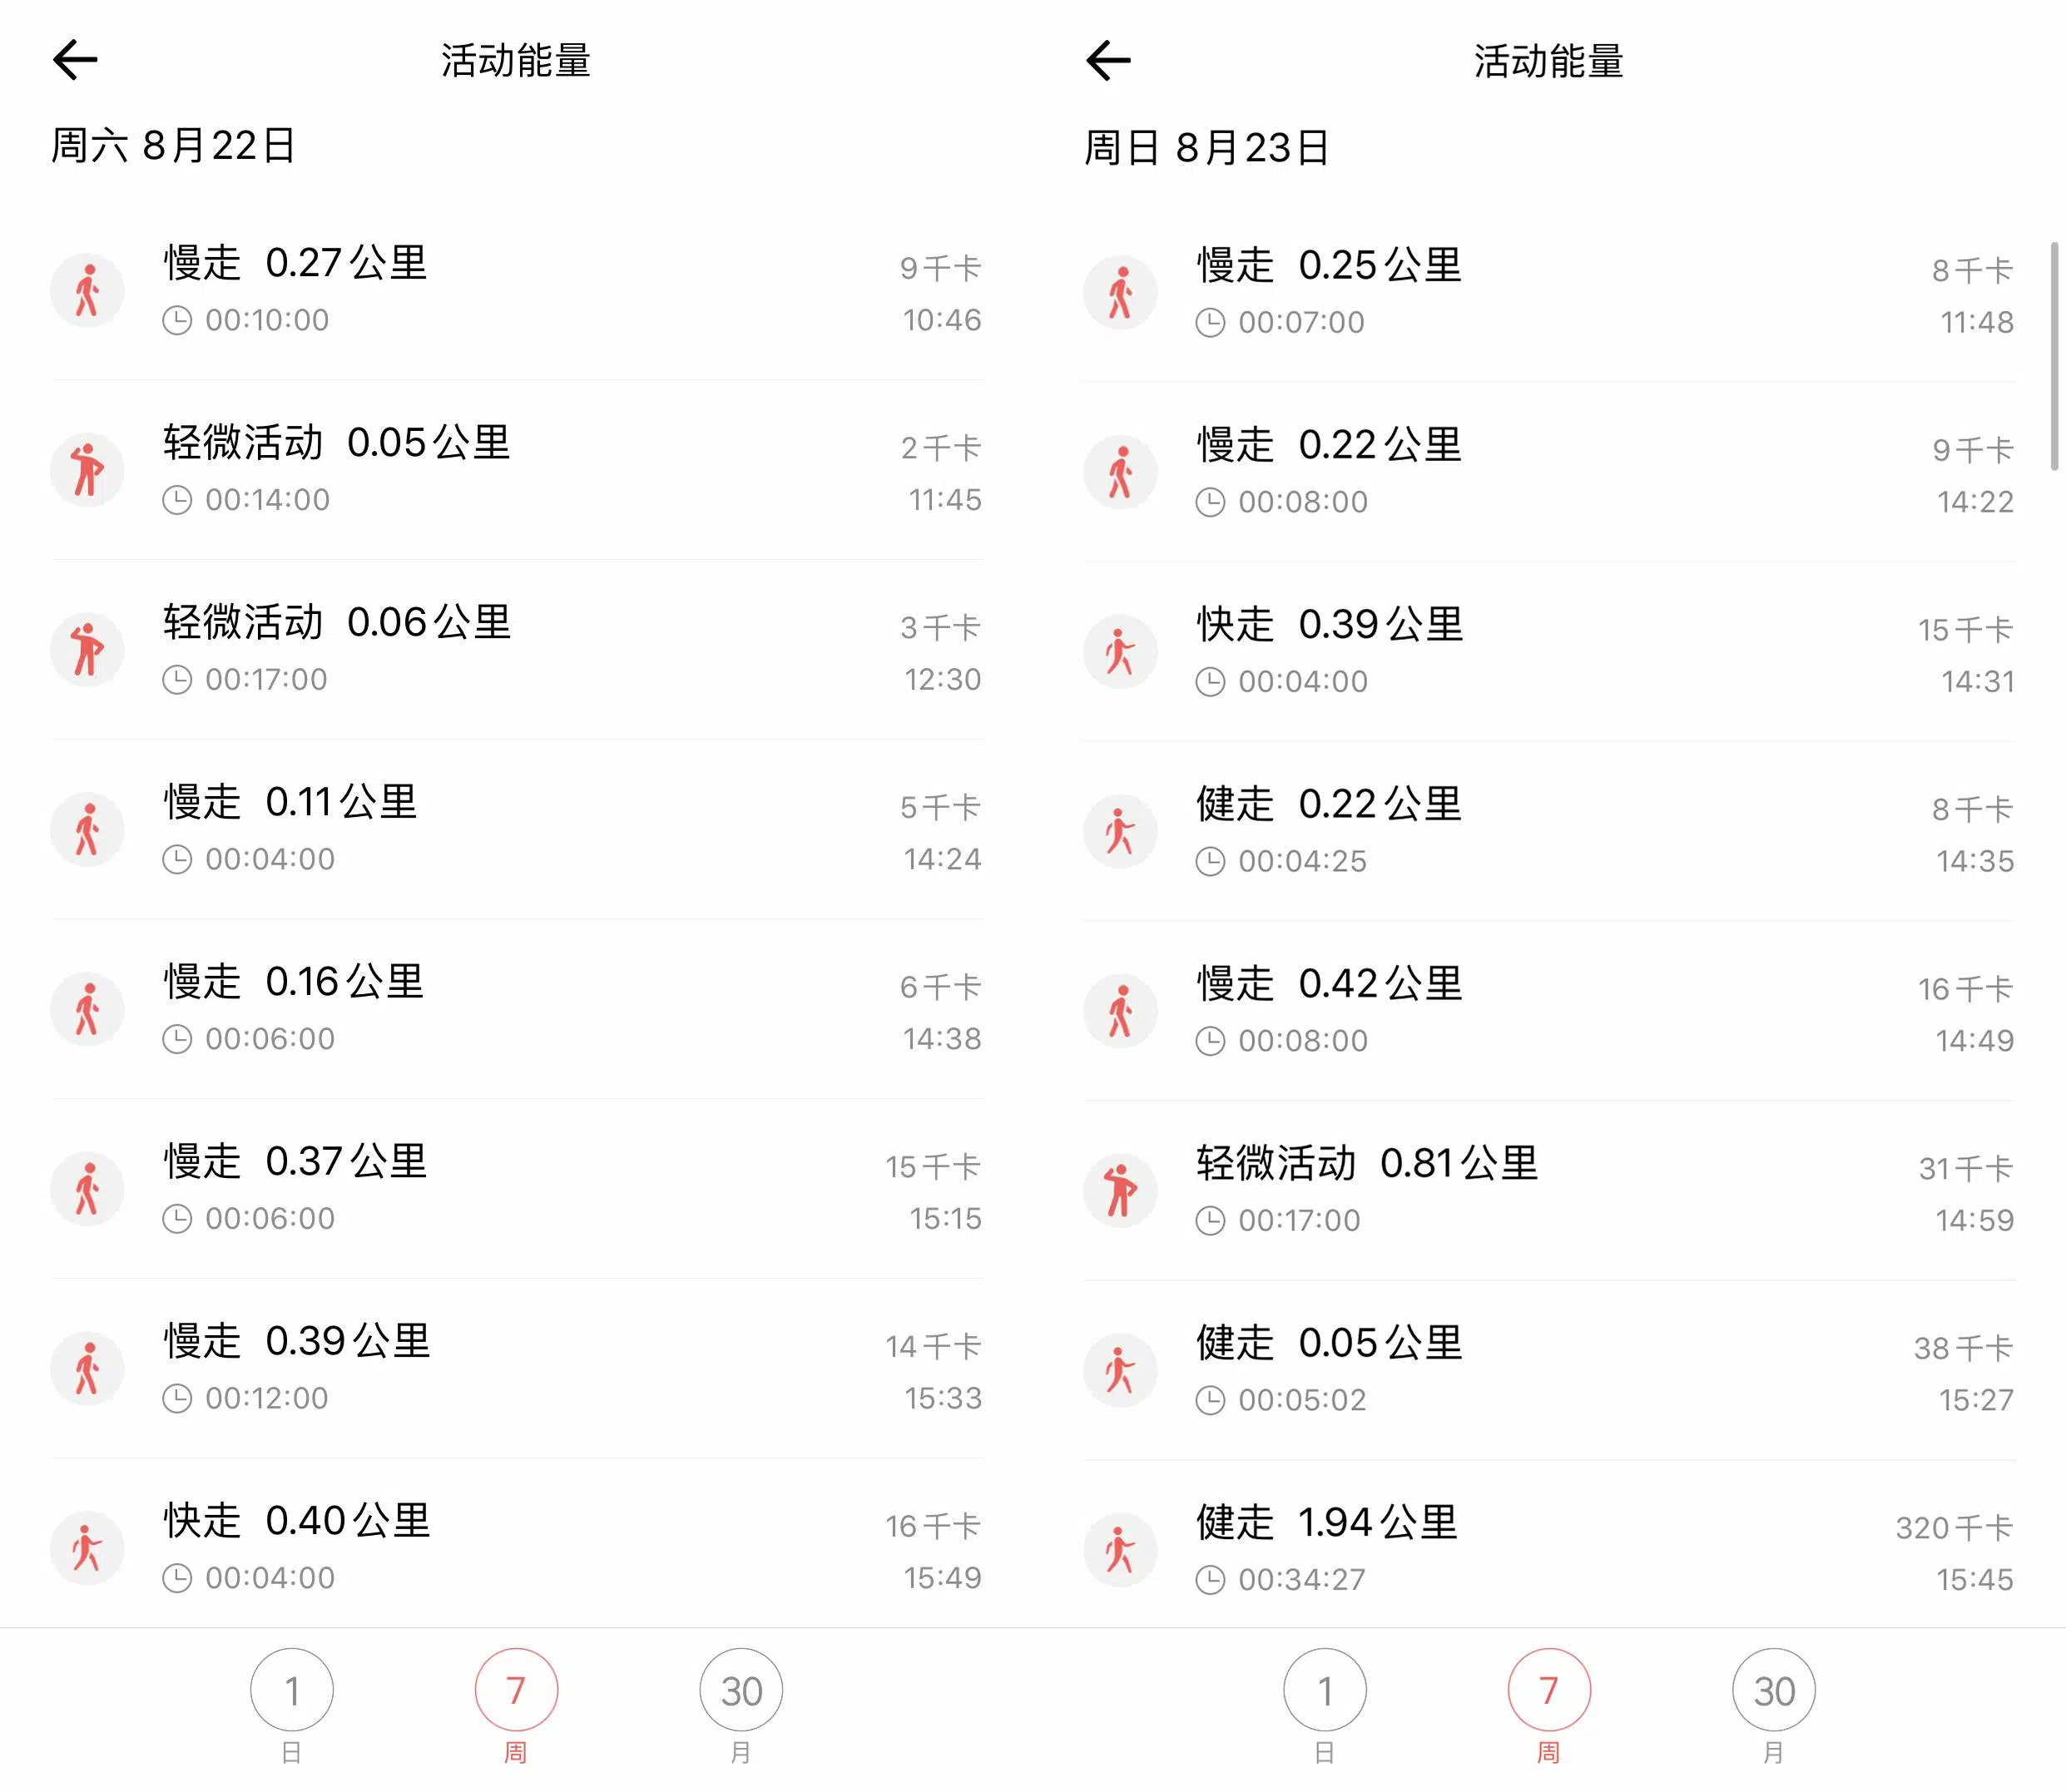 活动能量
周六 8月22日
慢走 0.27公里
9千卡
00:10:00
10:46
轻微活动 0.05公里
2千卡
00:14:00
11:45
轻微活动 0.06公里
3千卡
00:17:00
12:30
慢走 0.11公里
5千卡
00:04:00
14:24
慢走 0.16公里
6千卡
00:06:00
14:38
慢走 0.37公里
15千卡
00:06:00
15:15
慢走 0.39公里
14千卡
00:12:00
15:33
快走 0.40公里
16千卡
00:04:00
15:49
1
7
30
日
周
月
活动能量
周日 8月23日
慢走 0.25公里
8千卡
00:07:00
11:48
慢走 0.22公里
9千卡
00:08:00
14:22
快走 0.39公里
15千卡
00:04:00
14:31
健走 0.22公里
8千卡
00:04:25
14:35
慢走 0.42公里
16千卡
00:08:00
14:49
轻微活动 0.81公里
31千卡
00:17:00
14:59
健走 0.05公里
38千卡
00:05:02
15:27
健走 1.94公里
320千卡
00:34:27
15:45
1
7
30
日
周
月